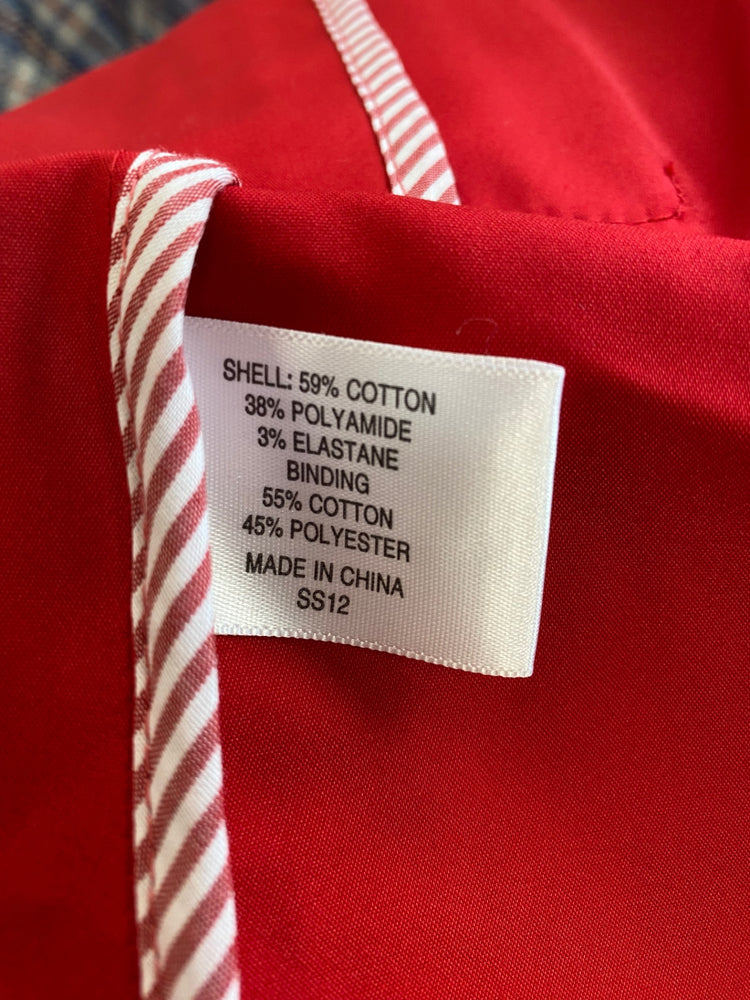 SHELL: 59% COTTON
38% POLYAMIDE
3% ELASTANE
BINDING
55% COTTON
45% POLYESTER
MADE IN CHINA
SS12